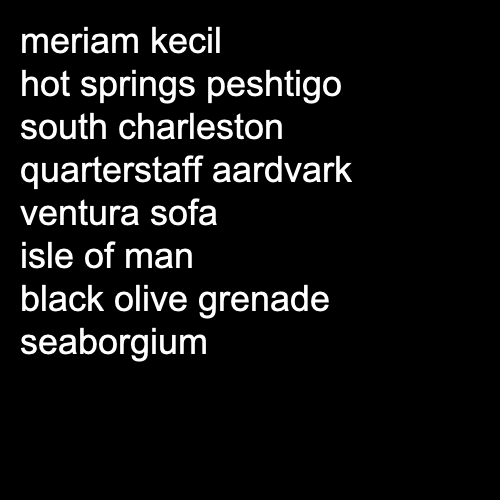 meriam kecil
hot springs peshtigo
south charleston
quarterstaff aardvark
ventura sofa
isle of man
black olive grenade
seaborgium